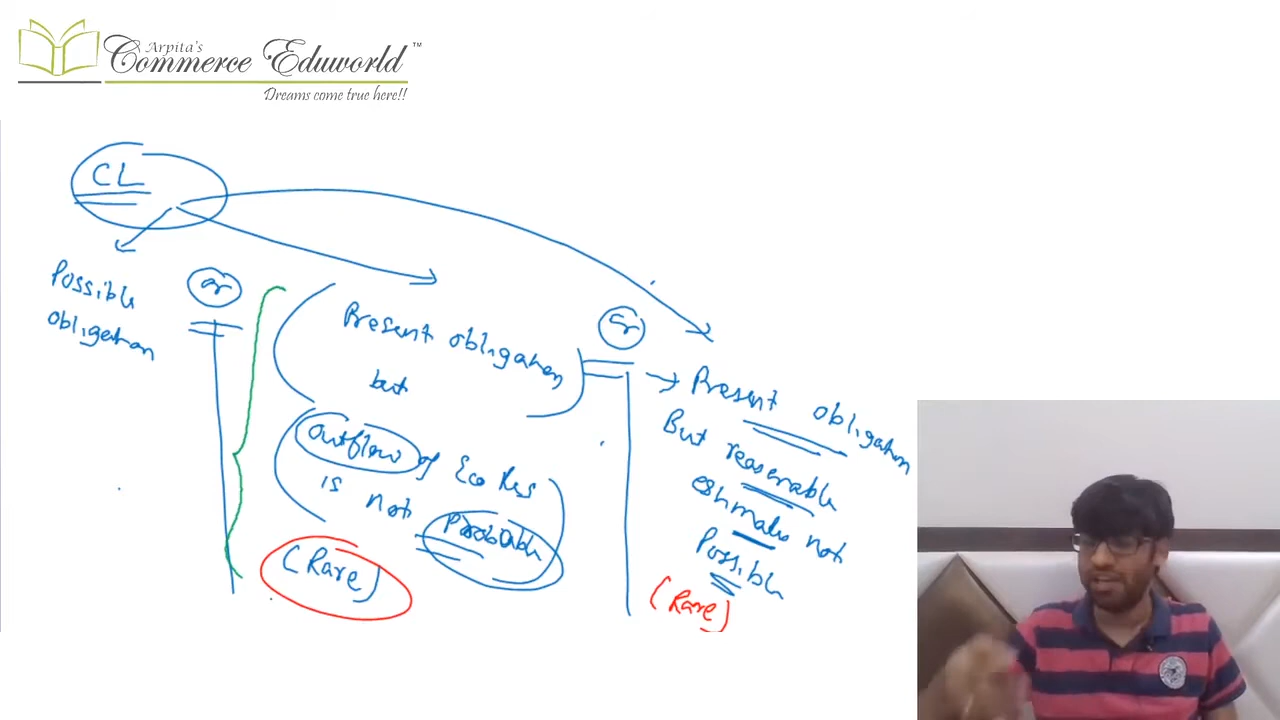 Arpita's
Commerce Eduworld™
Dreams come true here!!
CL
Possible
obligation
or
Present obligation
but
outflow of Eco Res
is not Probable
(Rare)
or
Present obligation
But reasonable
estimate not
Possible
(Rare)